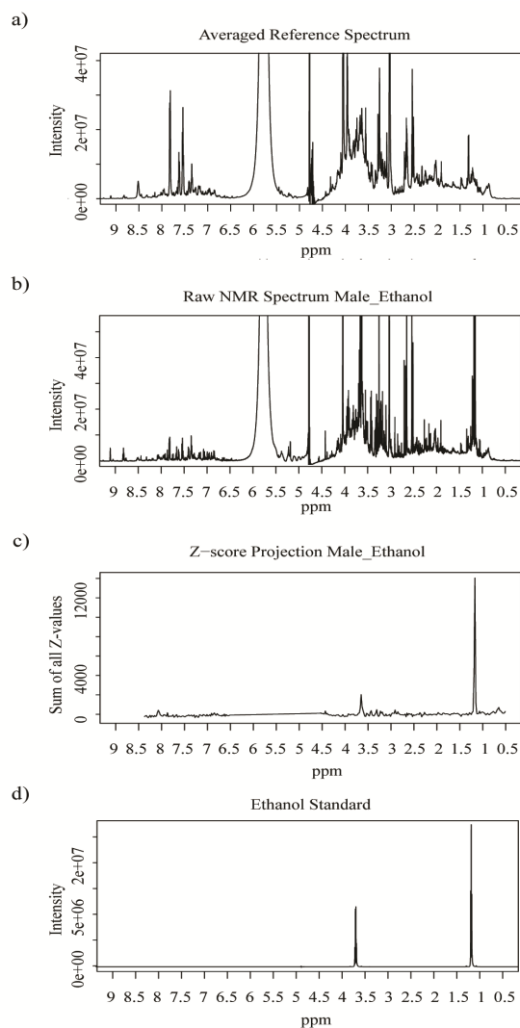 a)
Averaged Reference Spectrum
Intensity
0e+00 2e+07 4e+07
9 8.5 8 7.5 7 6.5 6 5.5 5 4.5 4 3.5 3 2.5 2 1.5 1 0.5
ppm
b)
Raw NMR Spectrum Male_Ethanol
Intensity
0e+00 2e+07 4e+07
9 8.5 8 7.5 7 6.5 6 5.5 5 4.5 4 3.5 3 2.5 2 1.5 1 0.5
ppm
c)
Z−score Projection Male_Ethanol
Sum of all Z-values
0 4000 12000
9 8.5 8 7.5 7 6.5 6 5.5 5 4.5 4 3.5 3 2.5 2 1.5 1 0.5
ppm
d)
Ethanol Standard
Intensity
0e+00 5e+06 2e+07
9 8.5 8 7.5 7 6.5 6 5.5 5 4.5 4 3.5 3 2.5 2 1.5 1 0.5
ppm